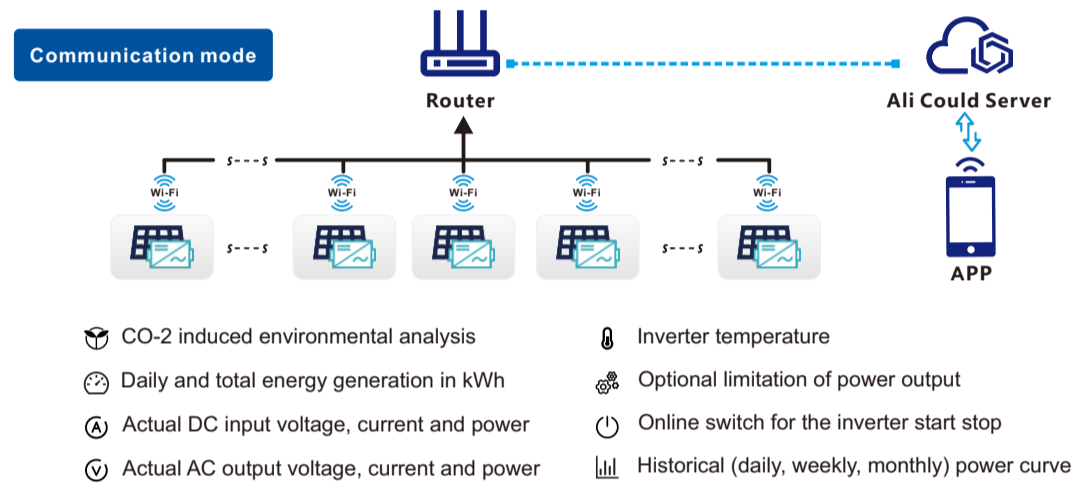 Communication mode
Router
Ali Could Server
s---s
s---s
Wi-Fi
Wi-Fi
Wi-Fi
Wi-Fi
Wi-Fi
s---s
s---s
APP
CO-2 induced environmental analysis
Daily and total energy generation in kWh
A
Actual DC input voltage, current and power
V
Actual AC output voltage, current and power
Inverter temperature
Optional limitation of power output
Online switch for the inverter start stop
Historical (daily, weekly, monthly) power curve